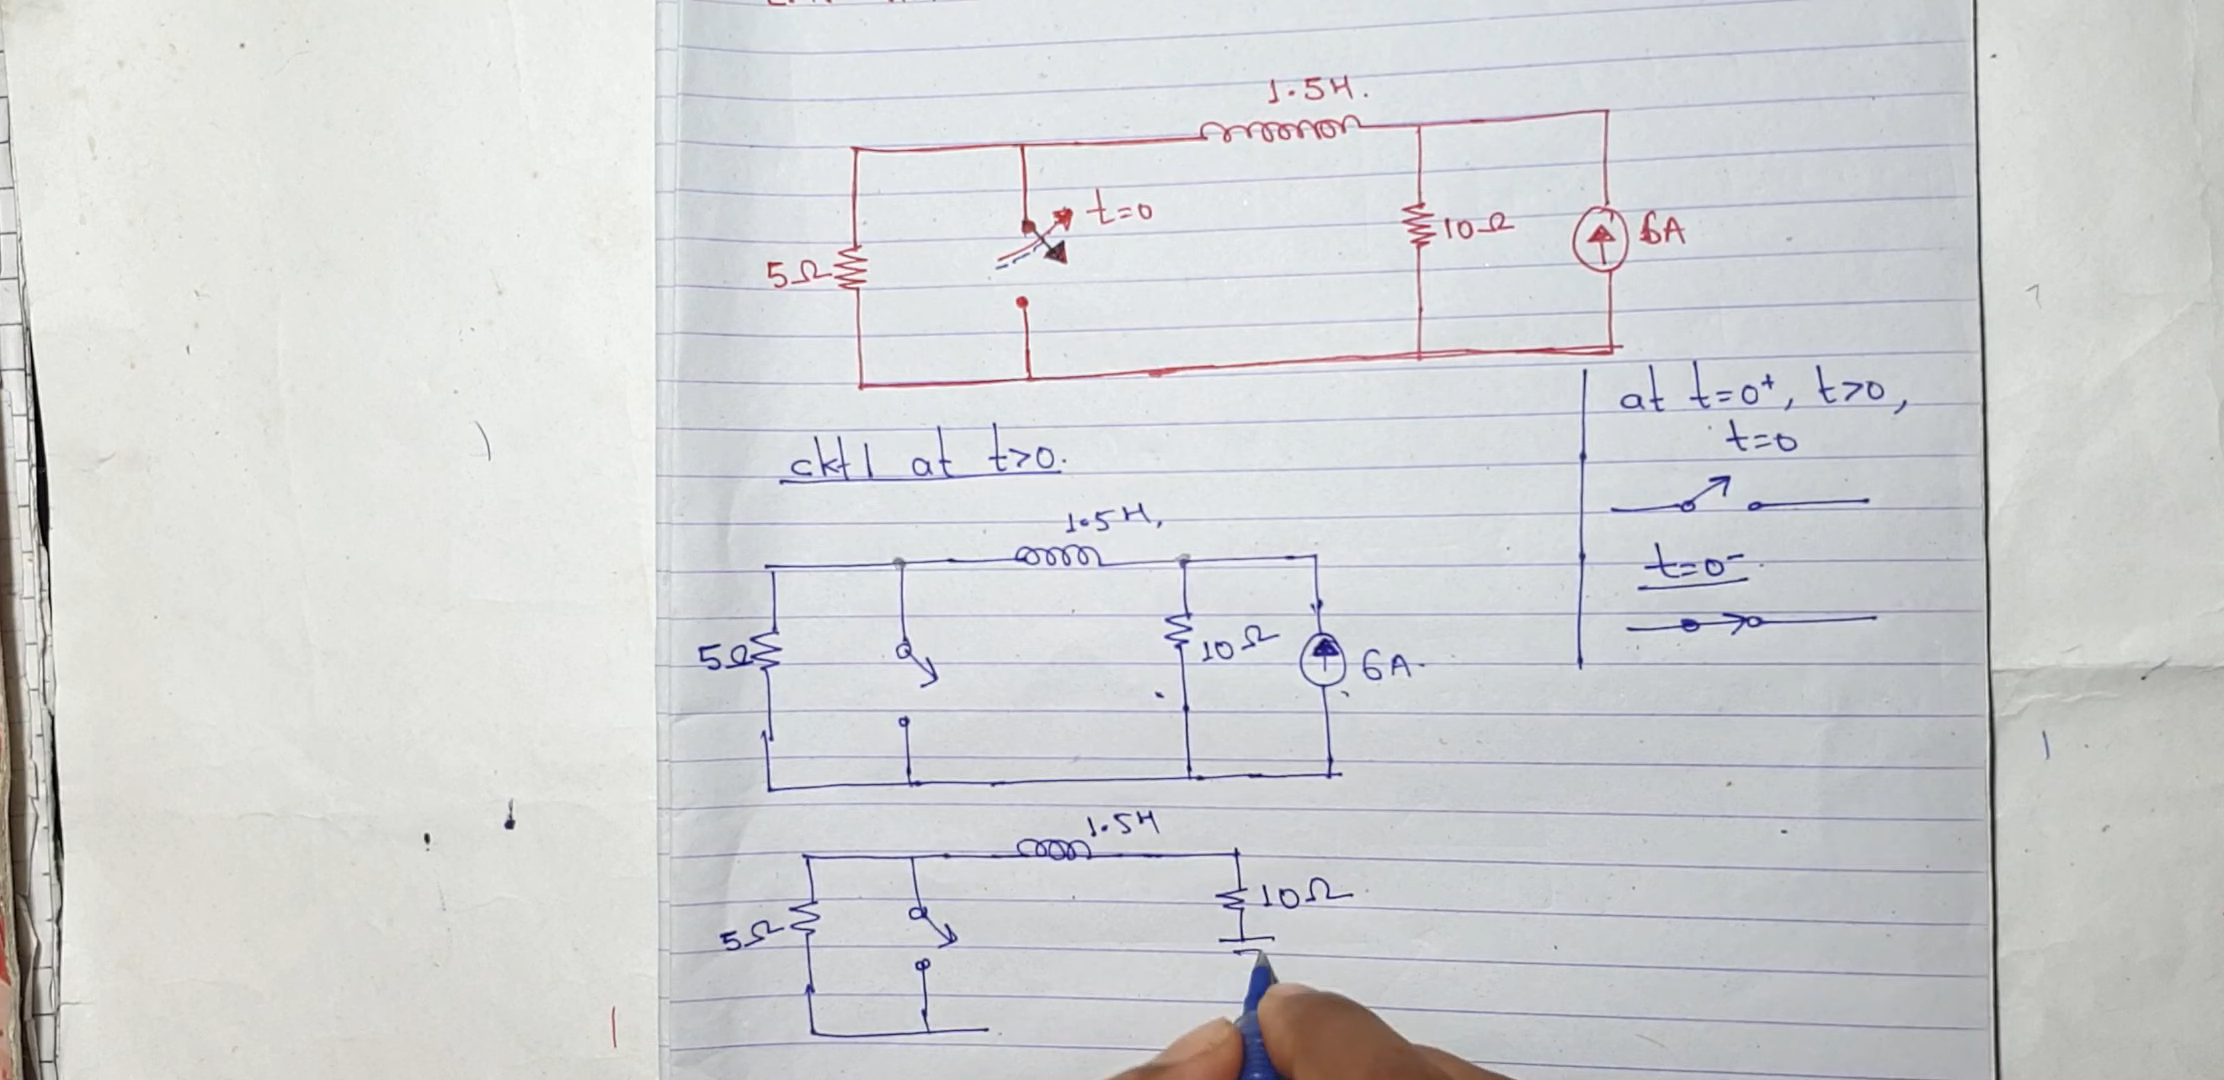 1.5H.
t=0
5Ω
10Ω
6A
at t=0⁺, t>0,
t=0
ckt1 at t>0.
t=0⁻
1.5H,
5Ω
10Ω
6A.
1.5H
5Ω
10Ω